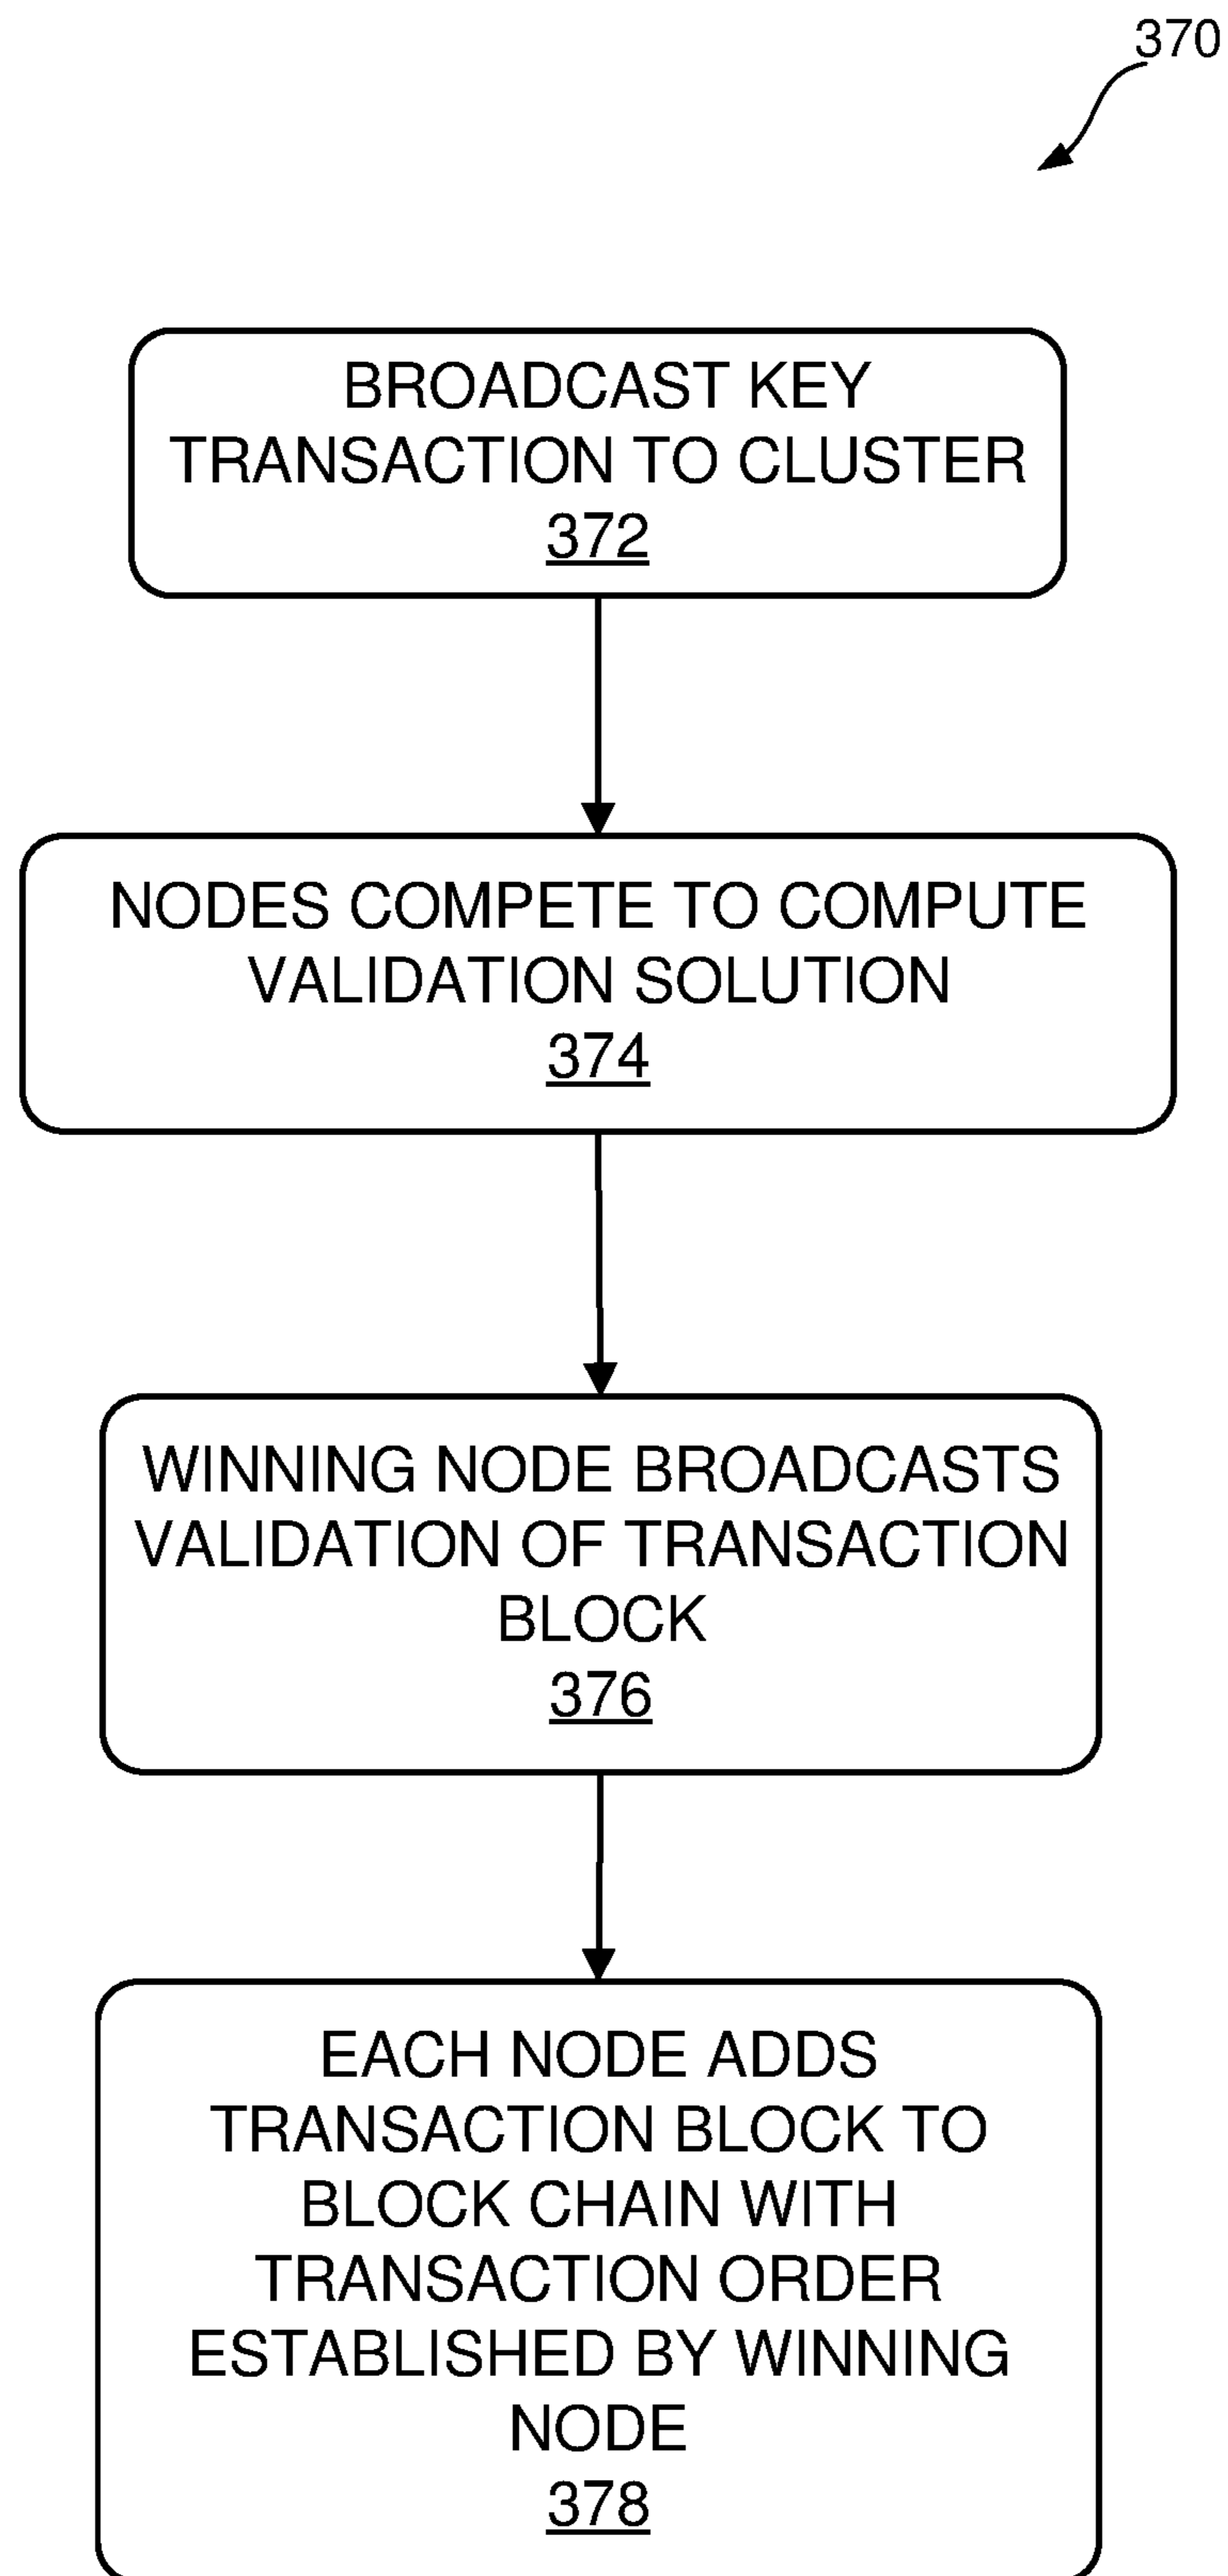 370
BROADCAST KEY
TRANSACTION TO CLUSTER
372
NODES COMPETE TO COMPUTE
VALIDATION SOLUTION
374
WINNING NODE BROADCASTS
VALIDATION OF TRANSACTION
BLOCK
376
EACH NODE ADDS
TRANSACTION BLOCK TO
BLOCK CHAIN WITH
TRANSACTION ORDER
ESTABLISHED BY WINNING
NODE
378